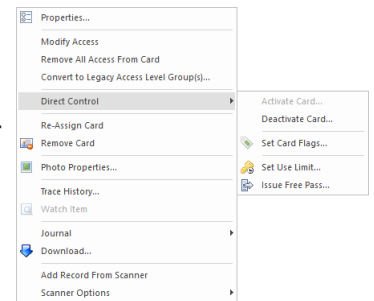 Properties...
Modify Access
Remove All Access From Card
Convert to Legacy Access Level Group(s)...
Direct Control
Re-Assign Card
Remove Card
Photo Properties...
Trace History...
Watch Item
Journal
Download...
Add Record From Scanner
Scanner Options
Activate Card...
Deactivate Card...
Set Card Flags...
Set Use Limit...
Issue Free Pass...